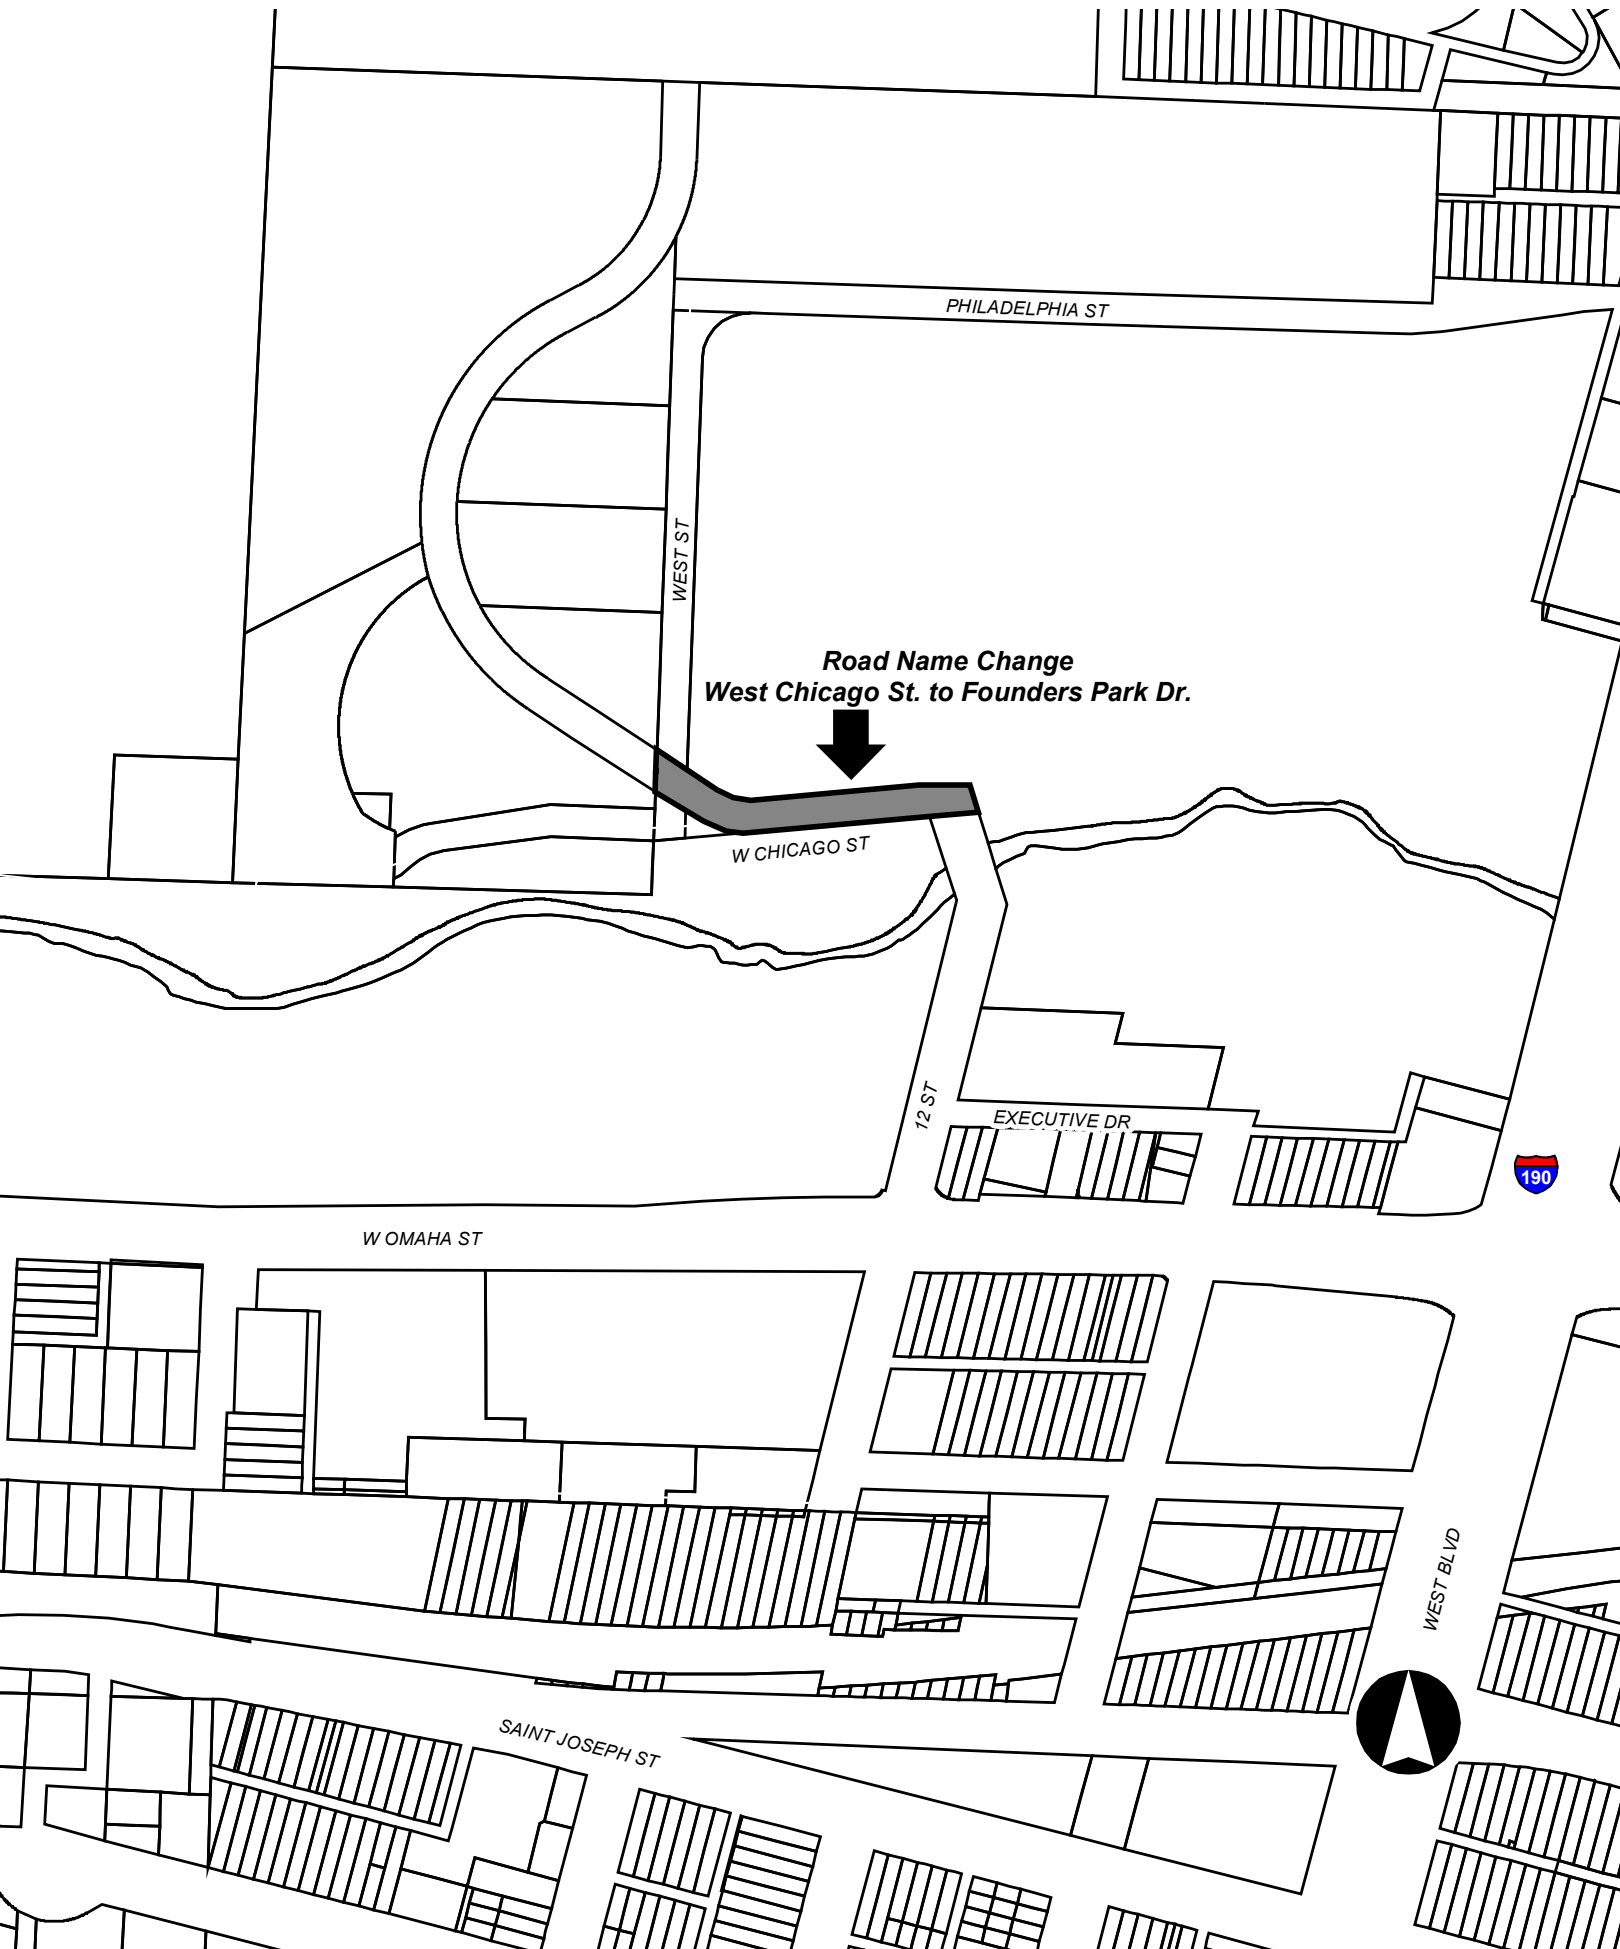 PHILADELPHIA ST
WEST ST
Road Name Change
West Chicago St. to Founders Park Dr.
W CHICAGO ST
12 ST
EXECUTIVE DR
190
W OMAHA ST
WEST BLVD
SAINT JOSEPH ST